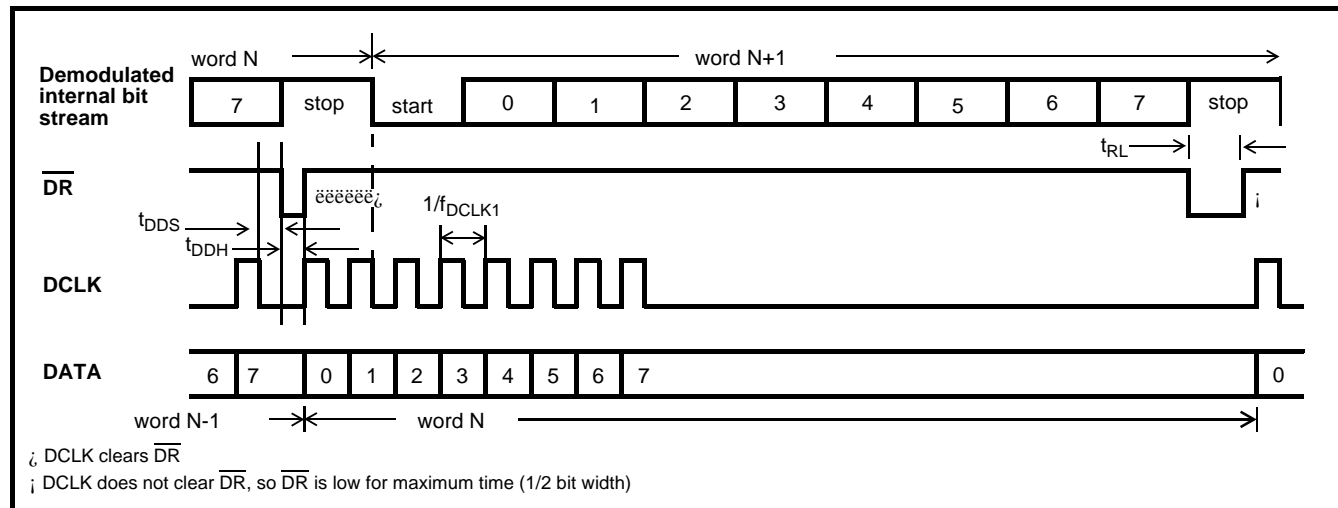 word N
word N+1
Demodulated
internal bit
stream
7 stop start 0 1 2 3 4 5 6 7 stop
tRL
DR
ëëëëëë¿
¡
tDDS
1/fDCLK1
tDDH
DCLK
DATA
6 7 0 1 2 3 4 5 6 7 0
word N-1
word N
¿ DCLK clears DR
¡ DCLK does not clear DR, so DR is low for maximum time (1/2 bit width)